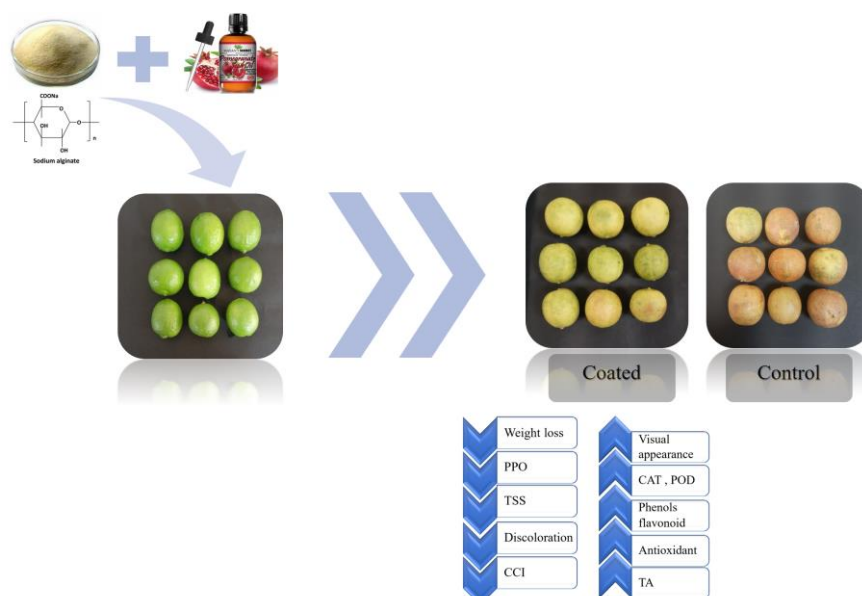 COONa
O
OH
O
n
OH
Sodium alginate
Pomegranate
Coated
Control
Weight loss
PPO
TSS
Discoloration
CCI
Visual
appearance
CAT , POD
Phenols
flavonoid
Antioxidant
TA